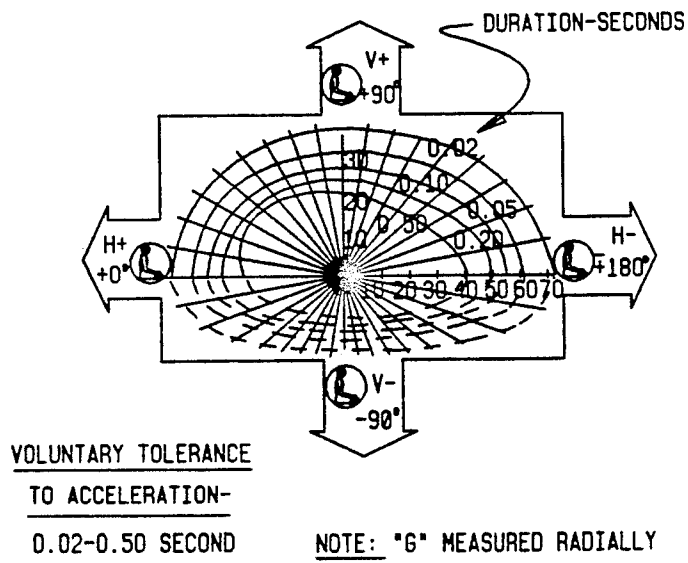 DURATION-SECONDS
V+
+90°
0.02
30
0.10
20
0.05
0 50
H+
+0°
10
0.20
H-
+180°
10 20 30 40 50 60 70
V-
-90°
VOLUNTARY TOLERANCE
TO ACCELERATION-
0.02-0.50 SECOND
NOTE: "G" MEASURED RADIALLY